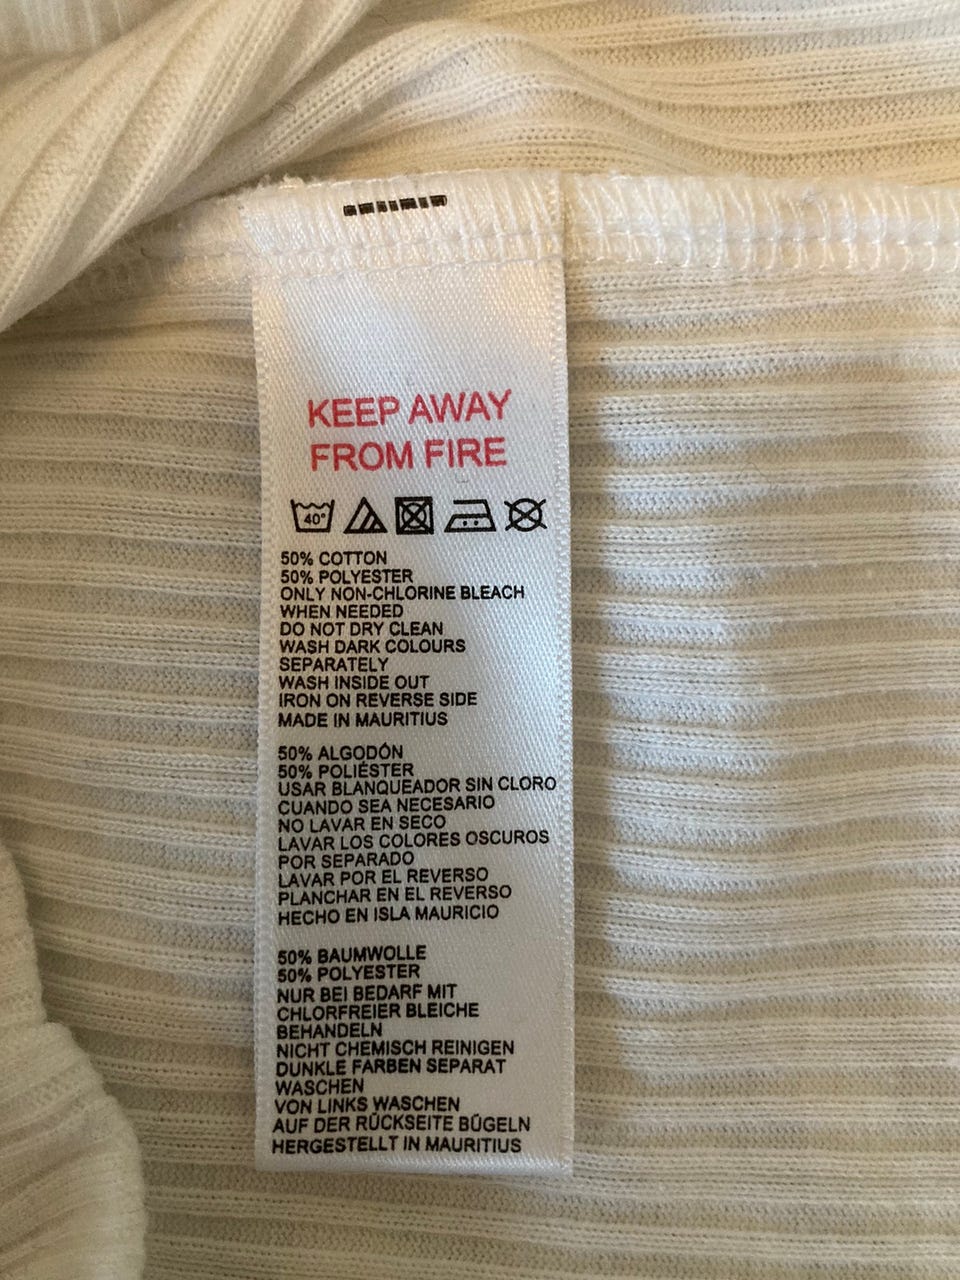 KEEP AWAY
FROM FIRE
40°
50% COTTON
50% POLYESTER
ONLY NON-CHLORINE BLEACH
WHEN NEEDED
DO NOT DRY CLEAN
WASH DARK COLOURS
SEPARATELY
WASH INSIDE OUT
IRON ON REVERSE SIDE
MADE IN MAURITIUS
50% ALGODÓN
50% POLIÉSTER
USAR BLANQUEADOR SIN CLORO
CUANDO SEA NECESARIO
NO LAVAR EN SECO
LAVAR LOS COLORES OSCUROS
POR SEPARADO
LAVAR POR EL REVERSO
PLANCHAR EN EL REVERSO
HECHO EN ISLA MAURICIO
50% BAUMWOLLE
50% POLYESTER
NUR BEI BEDARF MIT
CHLORFREIER BLEICHE
BEHANDELN
NICHT CHEMISCH REINIGEN
DUNKLE FARBEN SEPARAT
WASCHEN
VON LINKS WASCHEN
AUF DER RÜCKSEITE BÜGELN
HERGESTELLT IN MAURITIUS